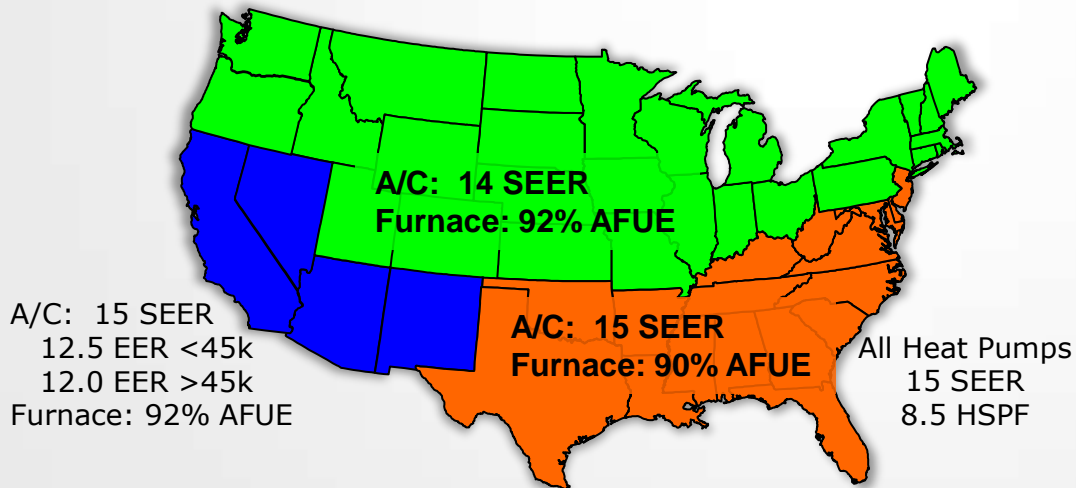 A/C: 14 SEER
Furnace: 92% AFUE
A/C: 15 SEER
12.5 EER <45k
12.0 EER >45k
Furnace: 92% AFUE
A/C: 15 SEER
Furnace: 90% AFUE
All Heat Pumps
15 SEER
8.5 HSPF